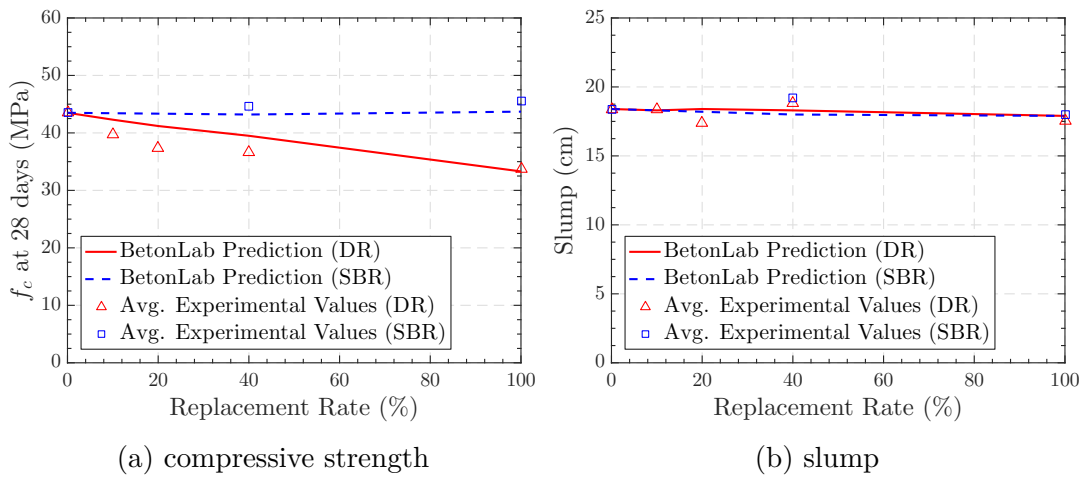 60
50
40
30
20
10
0
0
20
40
60
80
100
f_c at 28 days (MPa)
Replacement Rate (%)
BetonLab Prediction (DR)
BetonLab Prediction (SBR)
Avg. Experimental Values (DR)
Avg. Experimental Values (SBR)
(a) compressive strength
25
20
15
10
5
0
0
20
40
60
80
100
Slump (cm)
Replacement Rate (%)
BetonLab Prediction (DR)
BetonLab Prediction (SBR)
Avg. Experimental Values (DR)
Avg. Experimental Values (SBR)
(b) slump